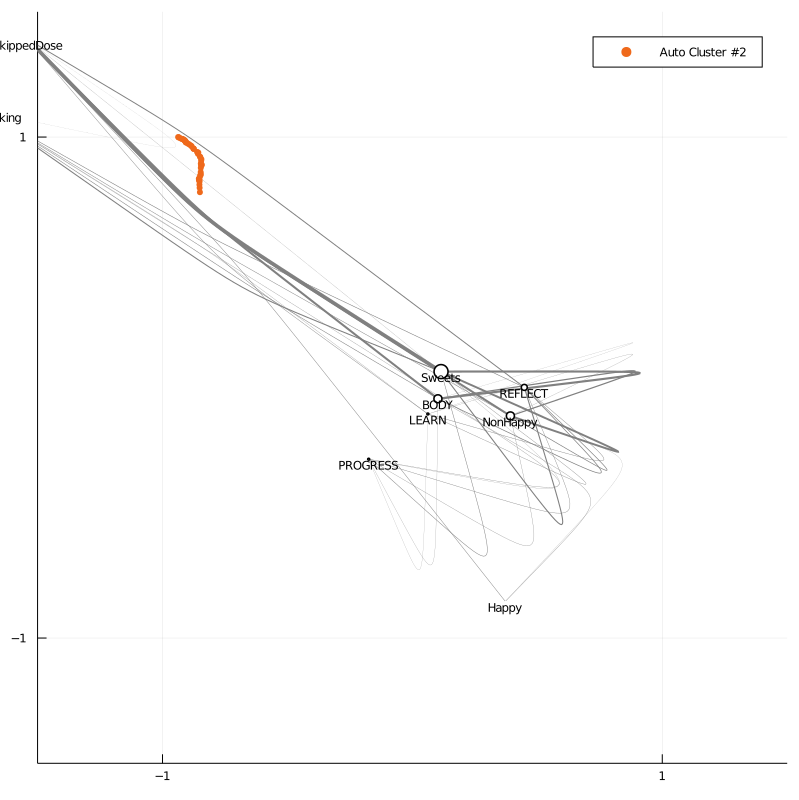 kippedDose
Auto Cluster #2
king
1
Sweets
REFLECT
BODY
LEARN
NonHappy
PROGRESS
Happy
−1
−1
1